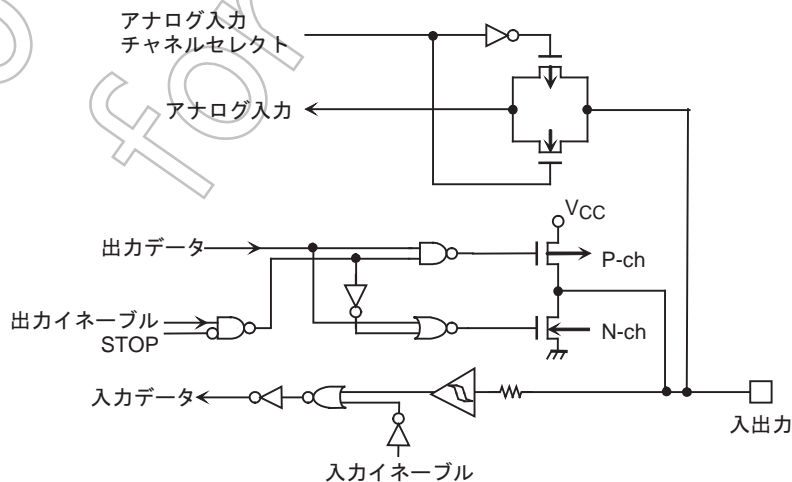 for
アナログ入力
チャネルセレクト
アナログ入力
VCC
出力データ
P-ch
出力イネーブル
STOP
N-ch
入力データ
入出力
入力イネーブル